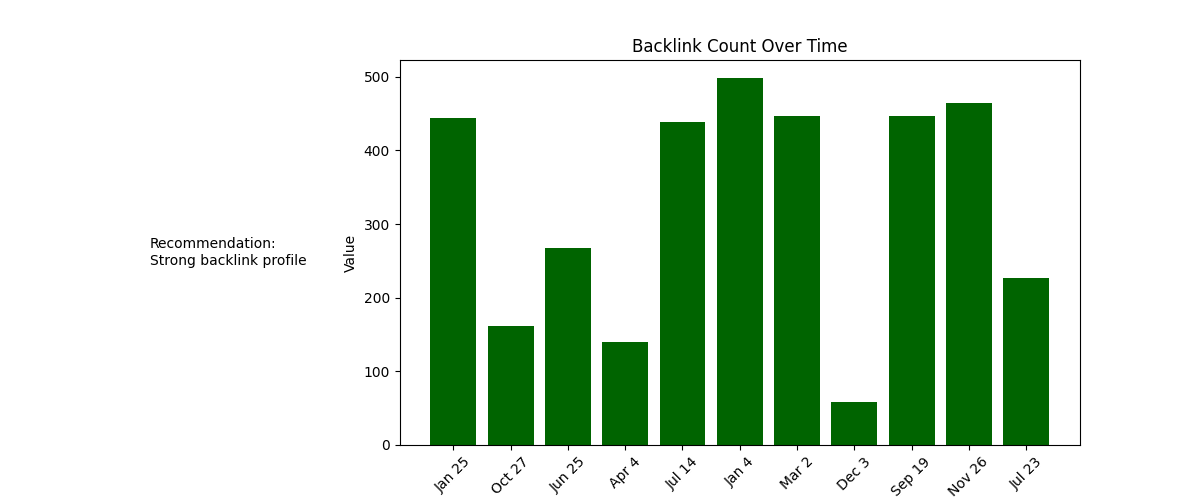 Backlink Count Over Time
Recommendation:
Strong backlink profile
Value
500
400
300
200
100
0
Jan 25
Oct 27
Jun 25
Apr 4
Jul 14
Jan 4
Mar 2
Dec 3
Sep 19
Nov 26
Jul 23